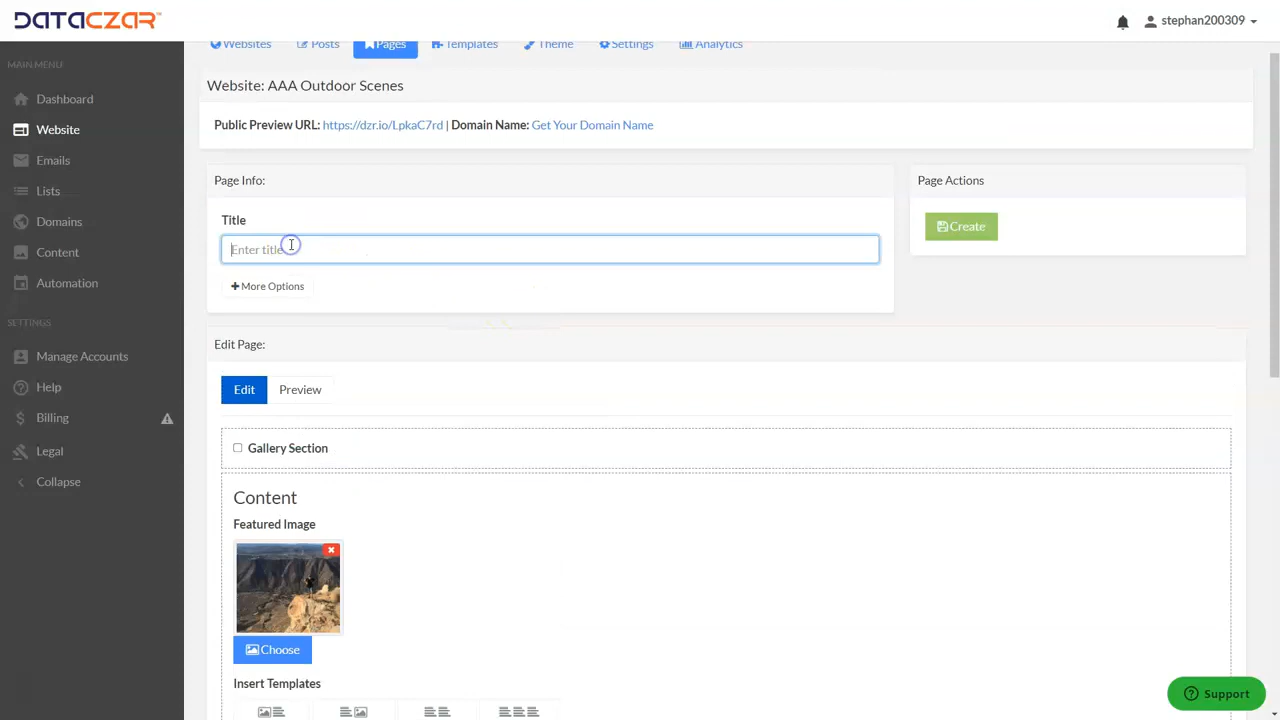 DATACZAR
stephan200309
Websites Posts Pages Templates Theme Settings Analytics
MAIN MENU
Dashboard
Website
Emails
Lists
Domains
Content
Automation
SETTINGS
Manage Accounts
Help
Billing
Legal
Collapse
Website: AAA Outdoor Scenes
Public Preview URL: https://dzr.io/LpkaC7rd | Domain Name: Get Your Domain Name
Page Info:
Title
Enter title
+More Options
Page Actions
Create
Edit Page:
Edit Preview
Gallery Section
Content
Featured Image
Choose
Insert Templates
Support